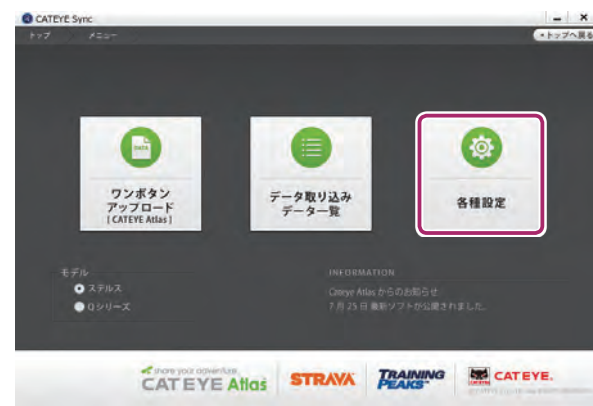 CATEYE Sync
トップ メニュー
トップへ戻る
DATA
ワンボタン
アップロード
[ CATEYE Atlas ]
データ取り込み
データ一覧
各種設定
モデル
ステルス
Qシリーズ
INFORMATION
Cateye Atlas からのお知らせ
7月25日 最新ソフトが公開されました。
share your adventure.
CATEYE Atlas
STRAVA
TRAINING
PEAKS
CATEYE.